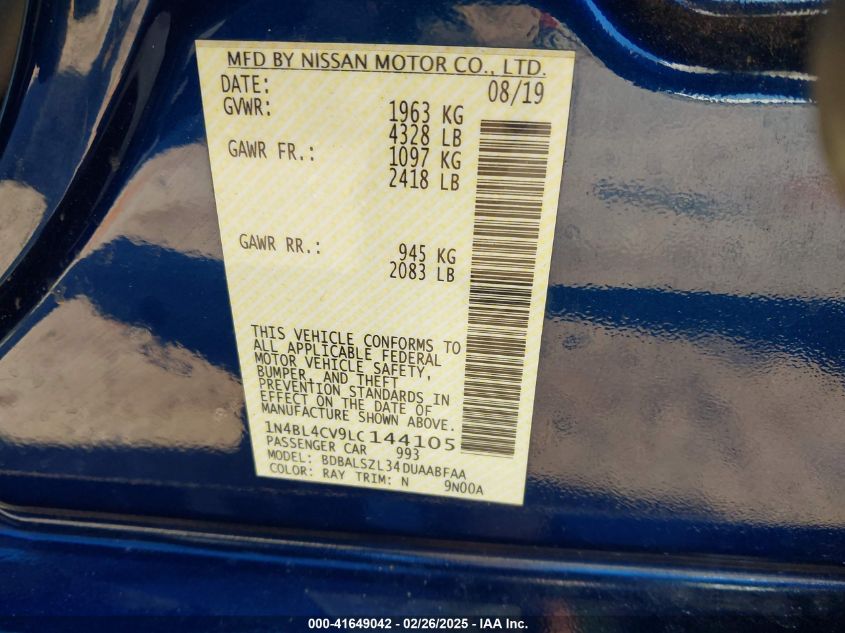 MFD BY NISSAN MOTOR CO., LTD.
DATE: 08/19
GVWR: 1963 KG
4328 LB
GAWR FR.: 1097 KG
2418 LB
GAWR RR.: 945 KG
2083 LB
THIS VEHICLE CONFORMS TO
ALL APPLICABLE FEDERAL
MOTOR VEHICLE SAFETY,
BUMPER, AND THEFT
PREVENTION STANDARDS IN
EFFECT ON THE DATE OF
MANUFACTURE SHOWN ABOVE.
1N4BL4CV9LC144105
PASSENGER CAR 993
MODEL: BDBALSZL34DUAABFAA
COLOR: RAY TRIM: N 9N00A
000-41649042 / 02/26/2025 - IAA Inc.